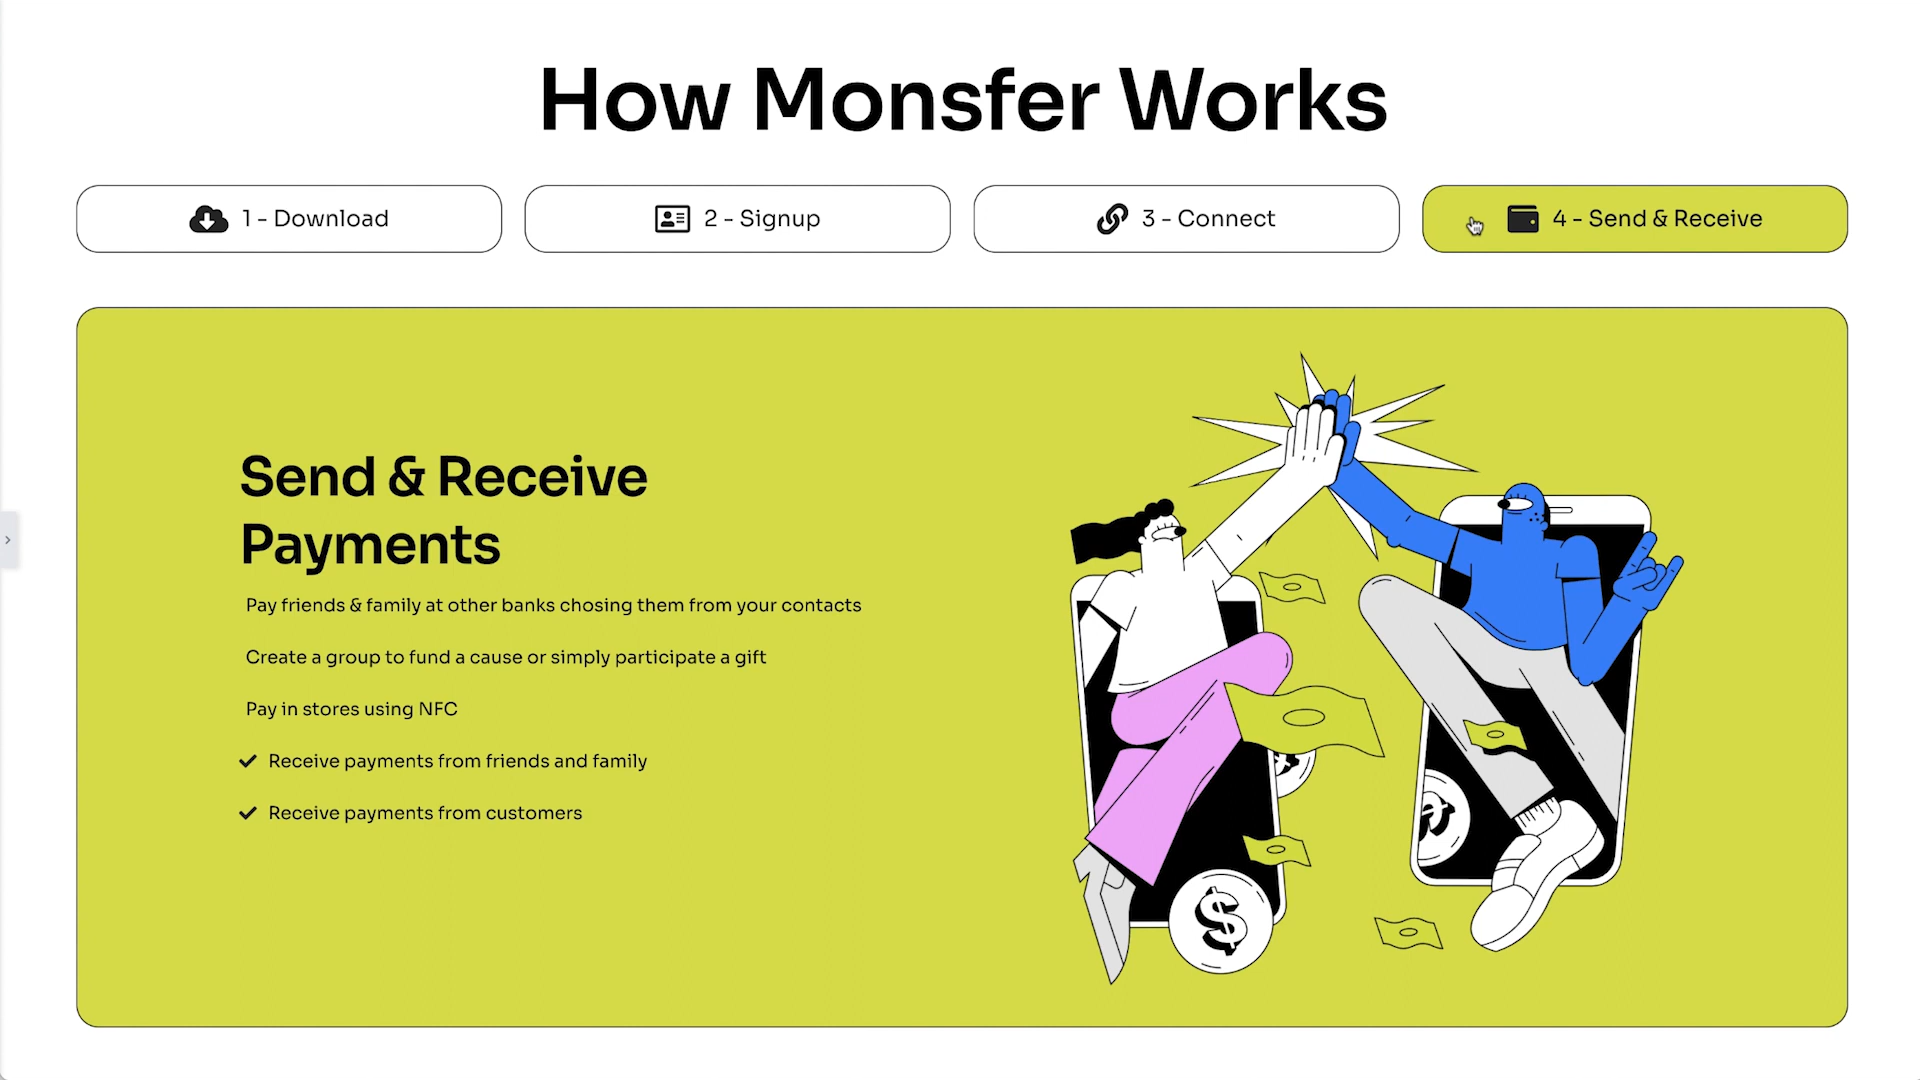 How Monsfer Works
1 - Download
2 - Signup
3 - Connect
4 - Send & Receive
Send & Receive
Payments
Pay friends & family at other banks chosing them from your contacts
Create a group to fund a cause or simply participate a gift
Pay in stores using NFC
Receive payments from friends and family
Receive payments from customers
$